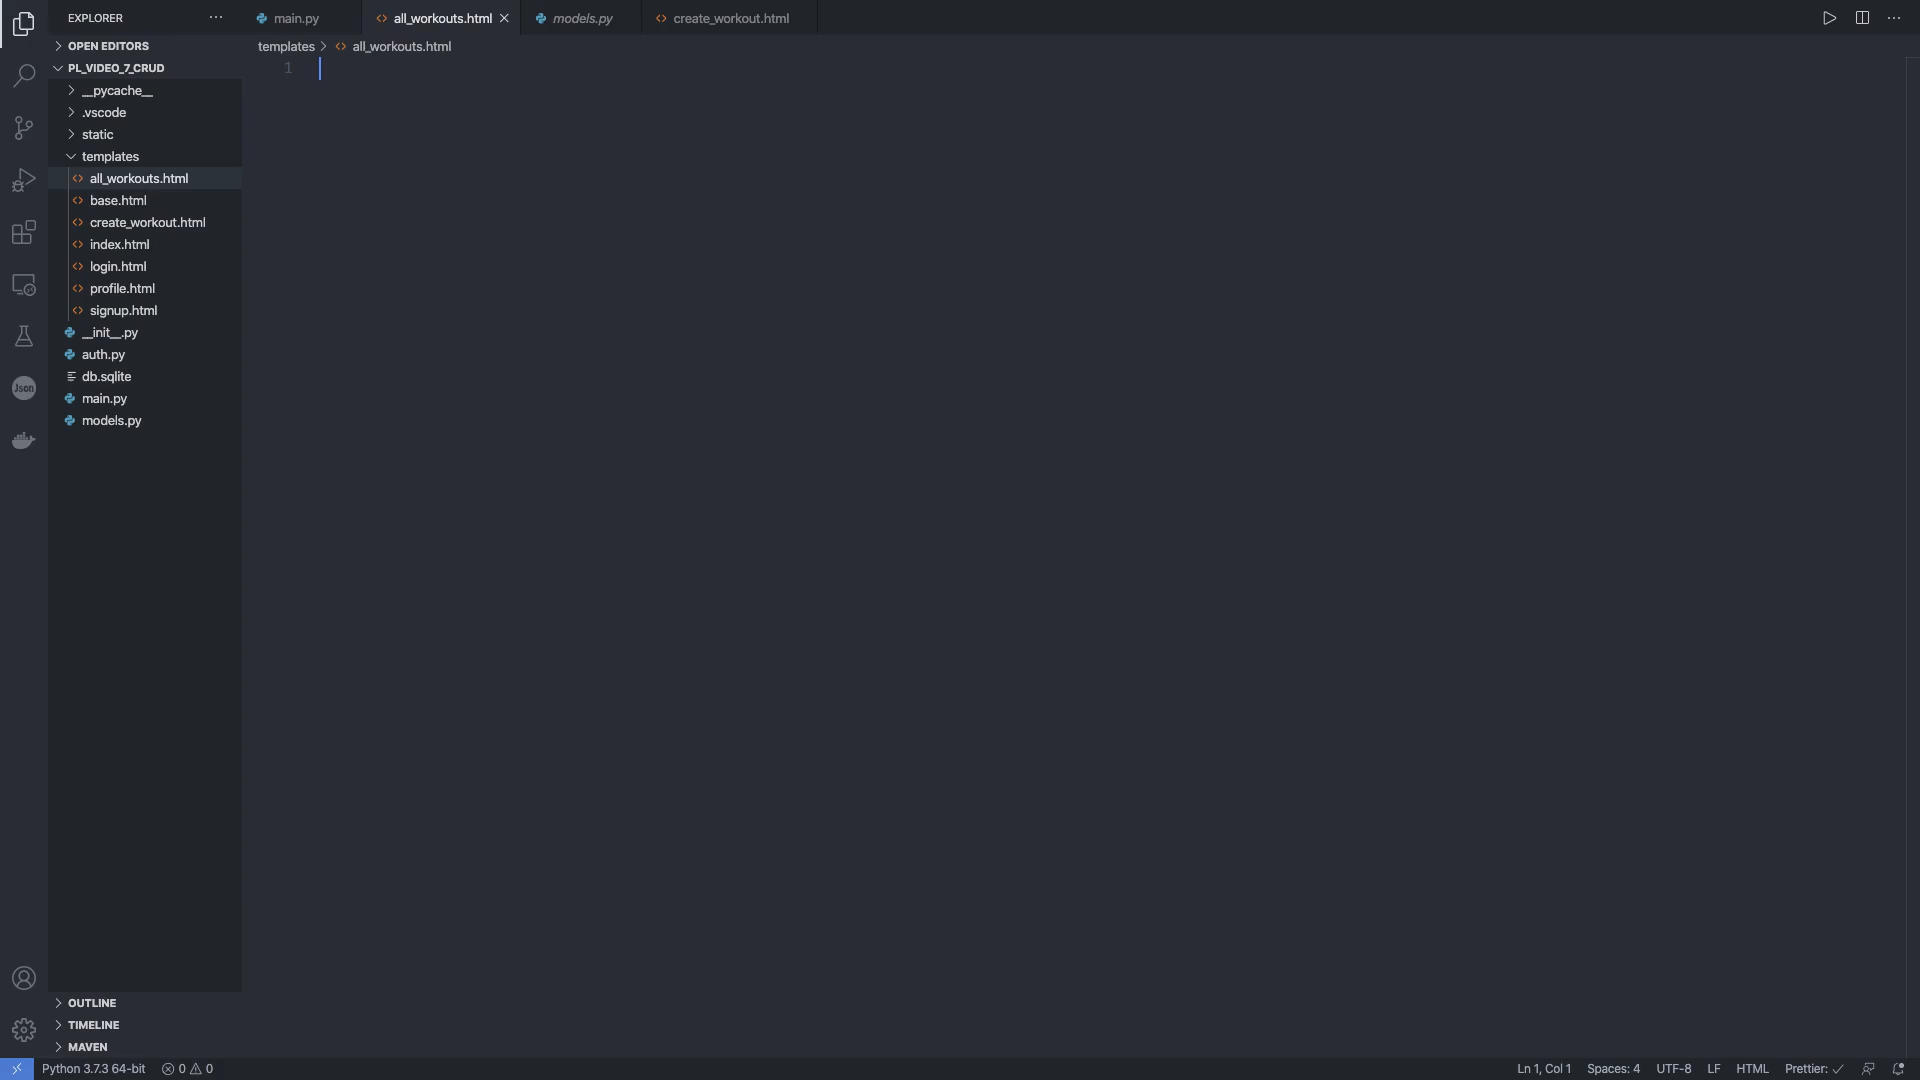 EXPLORER
main.py
all_workouts.html
models.py
create_workout.html
OPEN EDITORS
templates
all_workouts.html
PL_VIDEO_7_CRUD
1
__pycache__
.vscode
static
templates
all_workouts.html
base.html
create_workout.html
index.html
login.html
profile.html
signup.html
__init__.py
auth.py
db.sqlite
Json
main.py
models.py
OUTLINE
TIMELINE
MAVEN
Python 3.7.3 64-bit
0
0
Ln 1, Col 1
Spaces: 4
UTF-8
LF
HTML
Prettier: